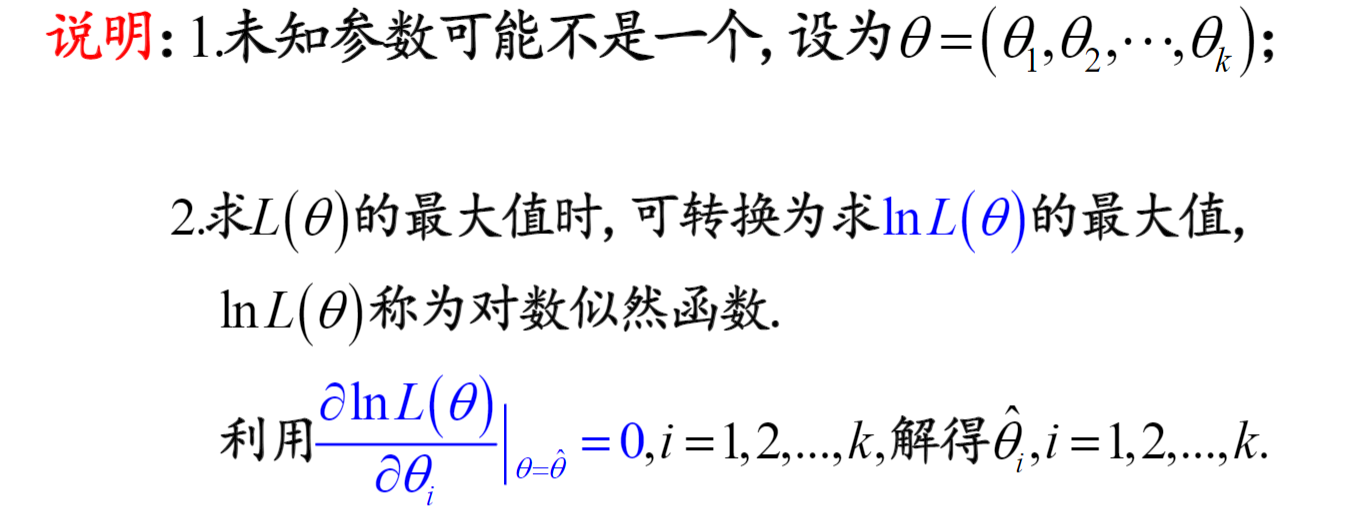 说明: 1.未知参数可能不是一个, 设为θ=(θ₁,θ₂,⋯,θₖ);
2.求L(θ)的最大值时, 可转换为求lnL(θ)的最大值,
lnL(θ)称为对数似然函数.
利用∂lnL(θ)/∂θᵢ|θ=θ̂ = 0,i=1,2,...,k,解得θ̂ᵢ,i=1,2,...,k.